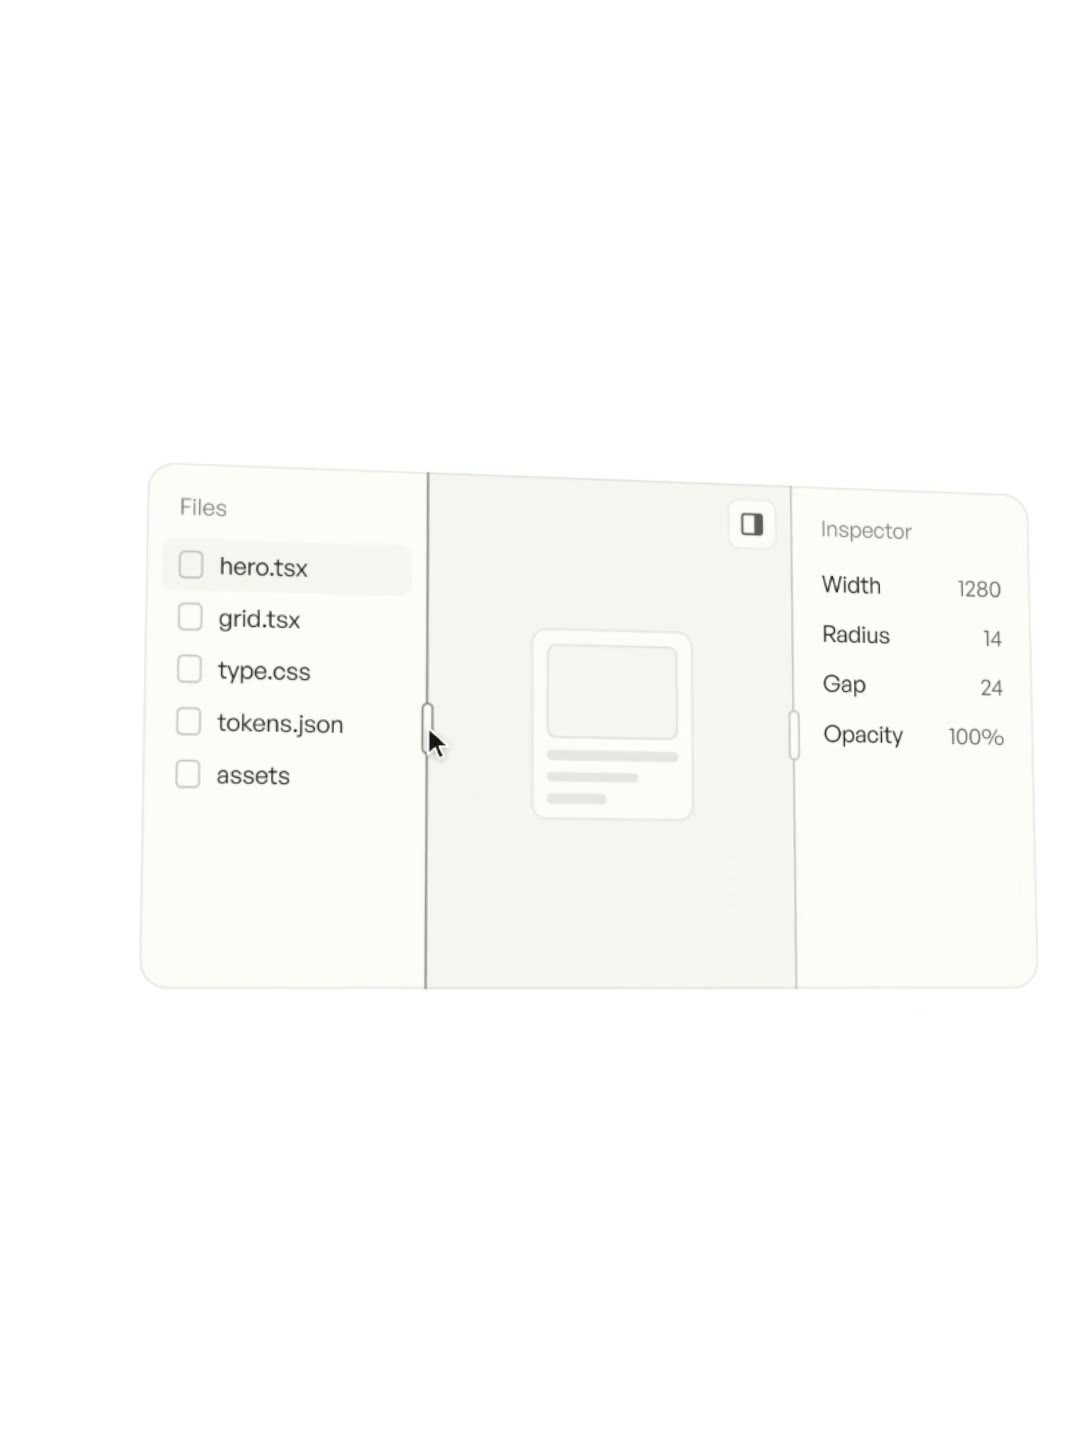 Files
hero.tsx
grid.tsx
type.css
tokens.json
assets
Inspector
Width 1280
Radius 14
Gap 24
Opacity 100%